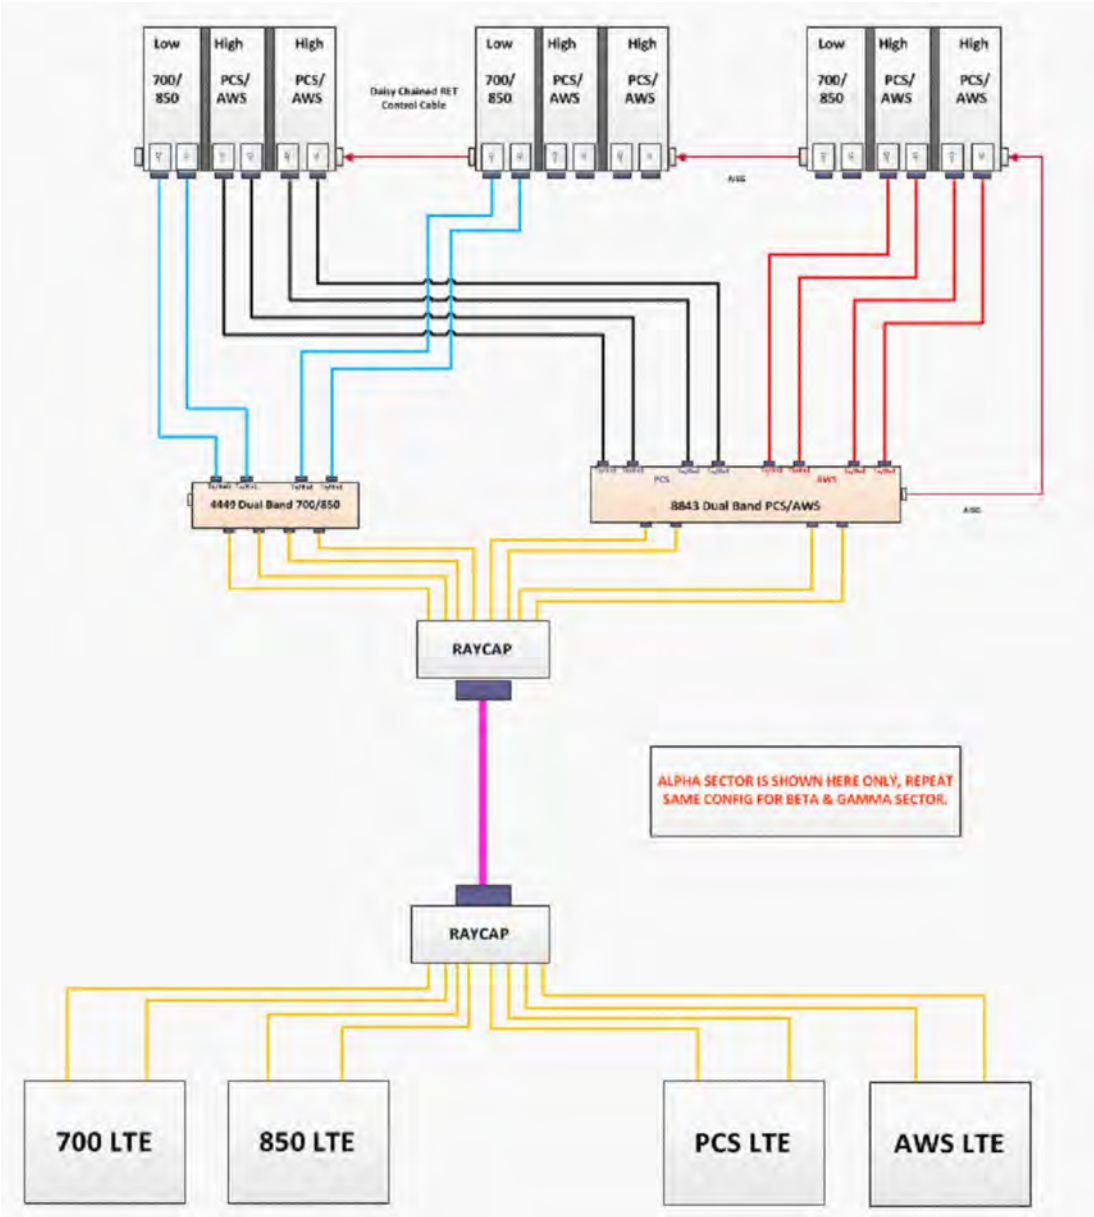 Low High High
700/ 850 PCS/ AWS PCS/ AWS
Daisy Chained RET
Control Cable
Low High High
700/ 850 PCS/ AWS PCS/ AWS
AISG
Low High High
700/ 850 PCS/ AWS PCS/ AWS
4449 Dual Band 700/850
PCS
AWS
8843 Dual Band PCS/AWS
AISG
RAYCAP
ALPHA SECTOR IS SHOWN HERE ONLY, REPEAT
SAME CONFIG FOR BETA & GAMMA SECTOR.
RAYCAP
700 LTE
850 LTE
PCS LTE
AWS LTE